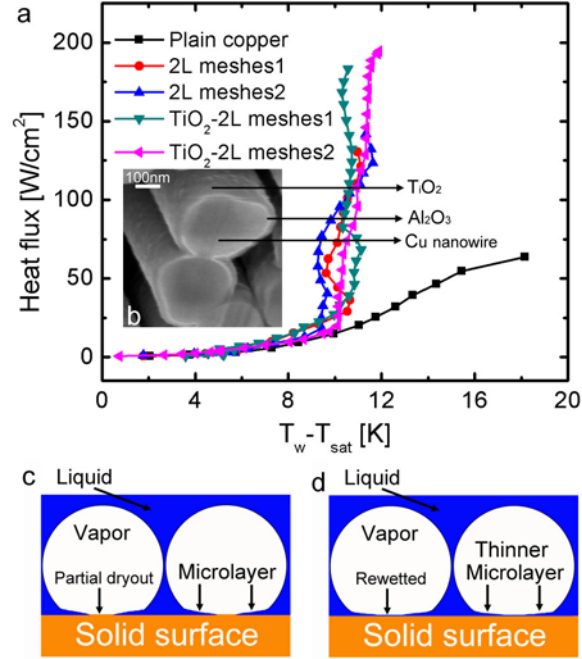 a
Plain copper
2L meshes1
2L meshes2
TiO₂-2L meshes1
TiO₂-2L meshes2
200
150
100
50
0
Heat flux [W/cm²]
100nm
TiO₂
Al₂O₃
Cu nanowire
b
0 4 8 12 16 20
T_w-T_sat [K]
c
Liquid
Vapor
Partial dryout
Microlayer
Solid surface
d
Liquid
Vapor
Thinner
Microlayer
Rewetted
Solid surface